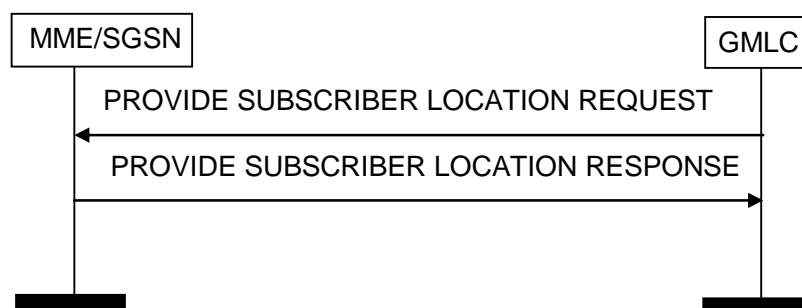 MME/SGSN
GMLC
PROVIDE SUBSCRIBER LOCATION REQUEST
PROVIDE SUBSCRIBER LOCATION RESPONSE